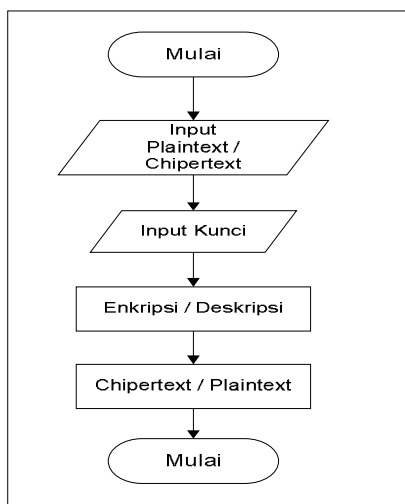 Mulai
Input
Plaintext /
Chipertext
Input Kunci
Enkripsi / Deskripsi
Chipertext / Plaintext
Mulai